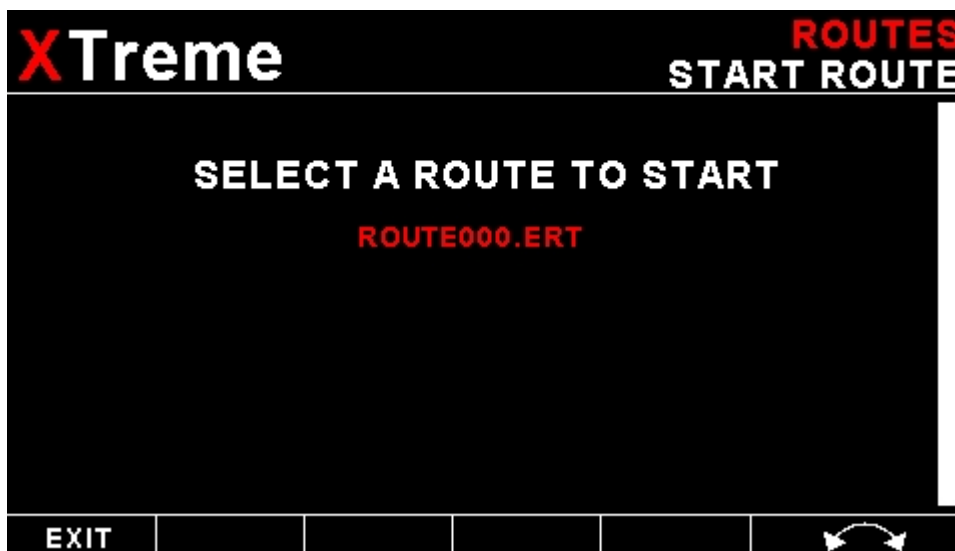 XTreme
ROUTES
START ROUTE
SELECT A ROUTE TO START
ROUTE000.ERT
EXIT